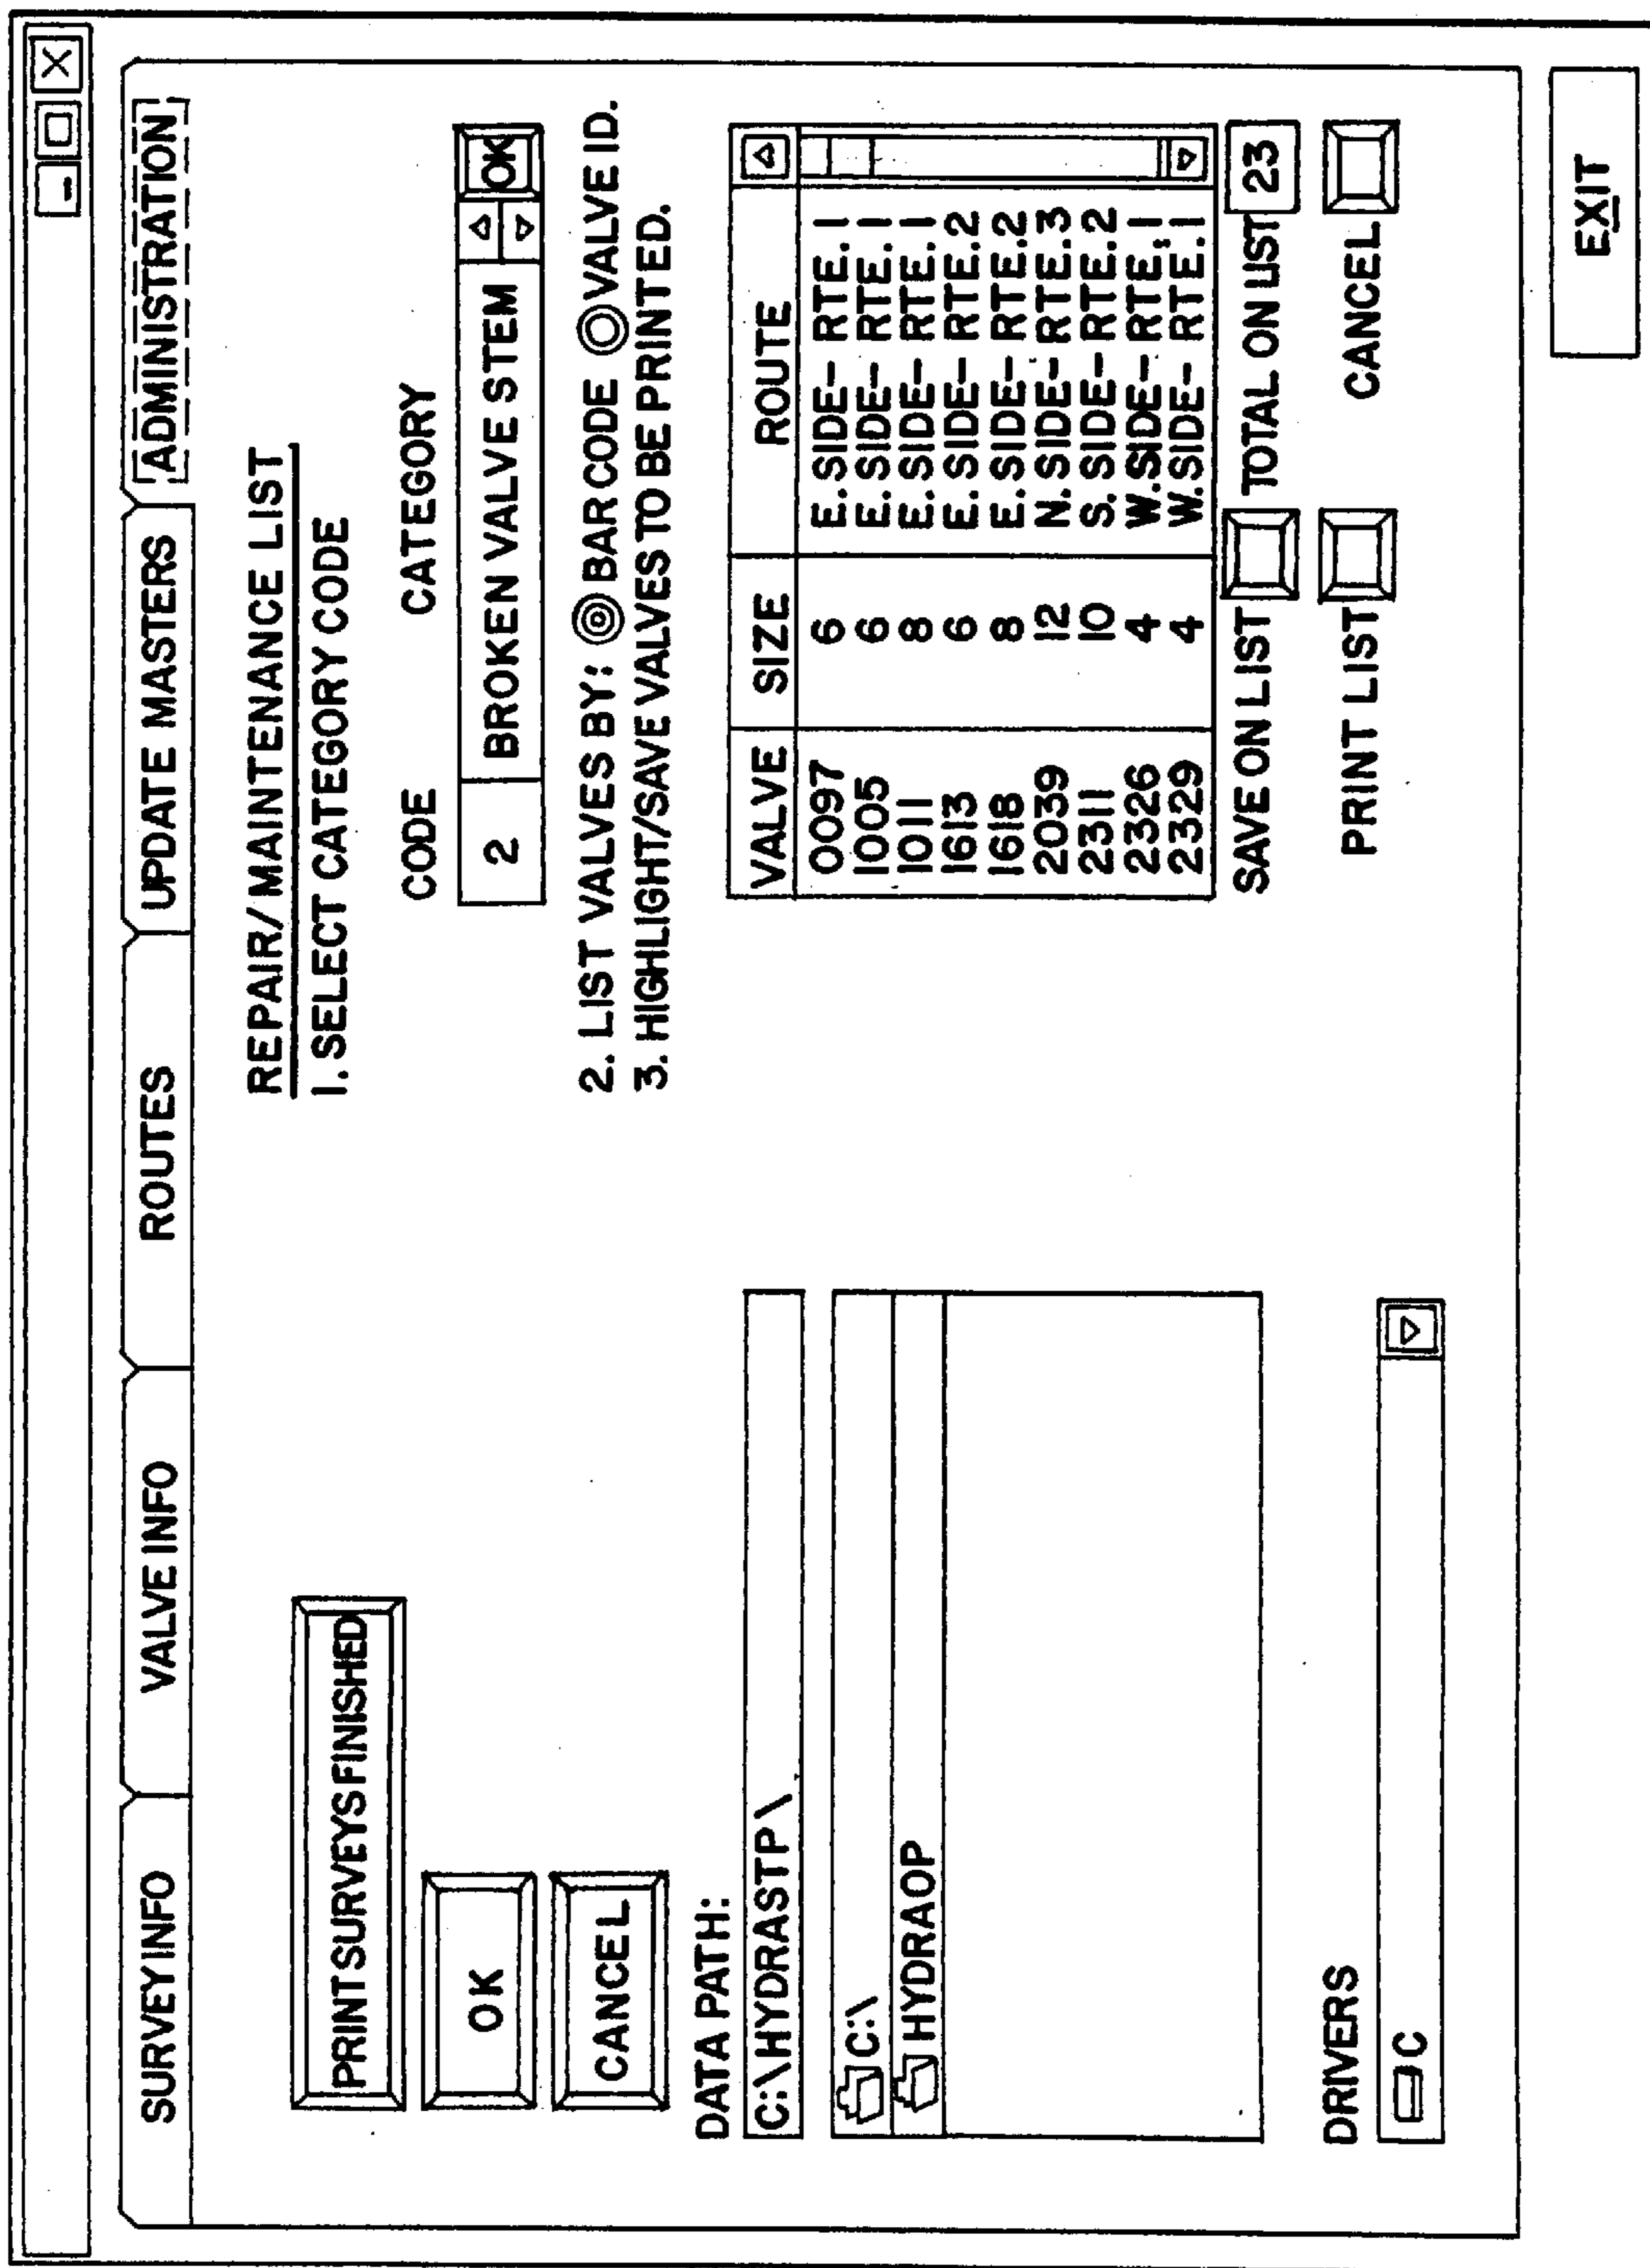 SURVEY INFO VALVE INFO ROUTES UPDATE MASTERS ADMINISTRATION
PRINT SURVEYS FINISHED
OK
CANCEL
DATA PATH:
C:\HYDRASTP\
C:\
HYDRAOP
DRIVERS
C
REPAIR/MAINTENANCE LIST
1. SELECT CATEGORY CODE
CODE CATEGORY
2 BROKEN VALVE STEM OK
2. LIST VALVES BY: BAR CODE VALVE ID.
3. HIGHLIGHT/SAVE VALVES TO BE PRINTED.
VALVE SIZE ROUTE
0097 6 E. SIDE- RTE. 1
1005 6 E. SIDE- RTE. 1
1011 8 E. SIDE- RTE. 1
1613 6 E. SIDE- RTE. 2
1618 8 E. SIDE- RTE. 2
2039 12 N. SIDE- RTE. 3
2311 10 S. SIDE- RTE. 2
2326 4 W. SIDE- RTE. 1
2329 4 W. SIDE- RTE. 1
SAVE ON LIST TOTAL ON LIST 23
PRINT LIST CANCEL
EXIT